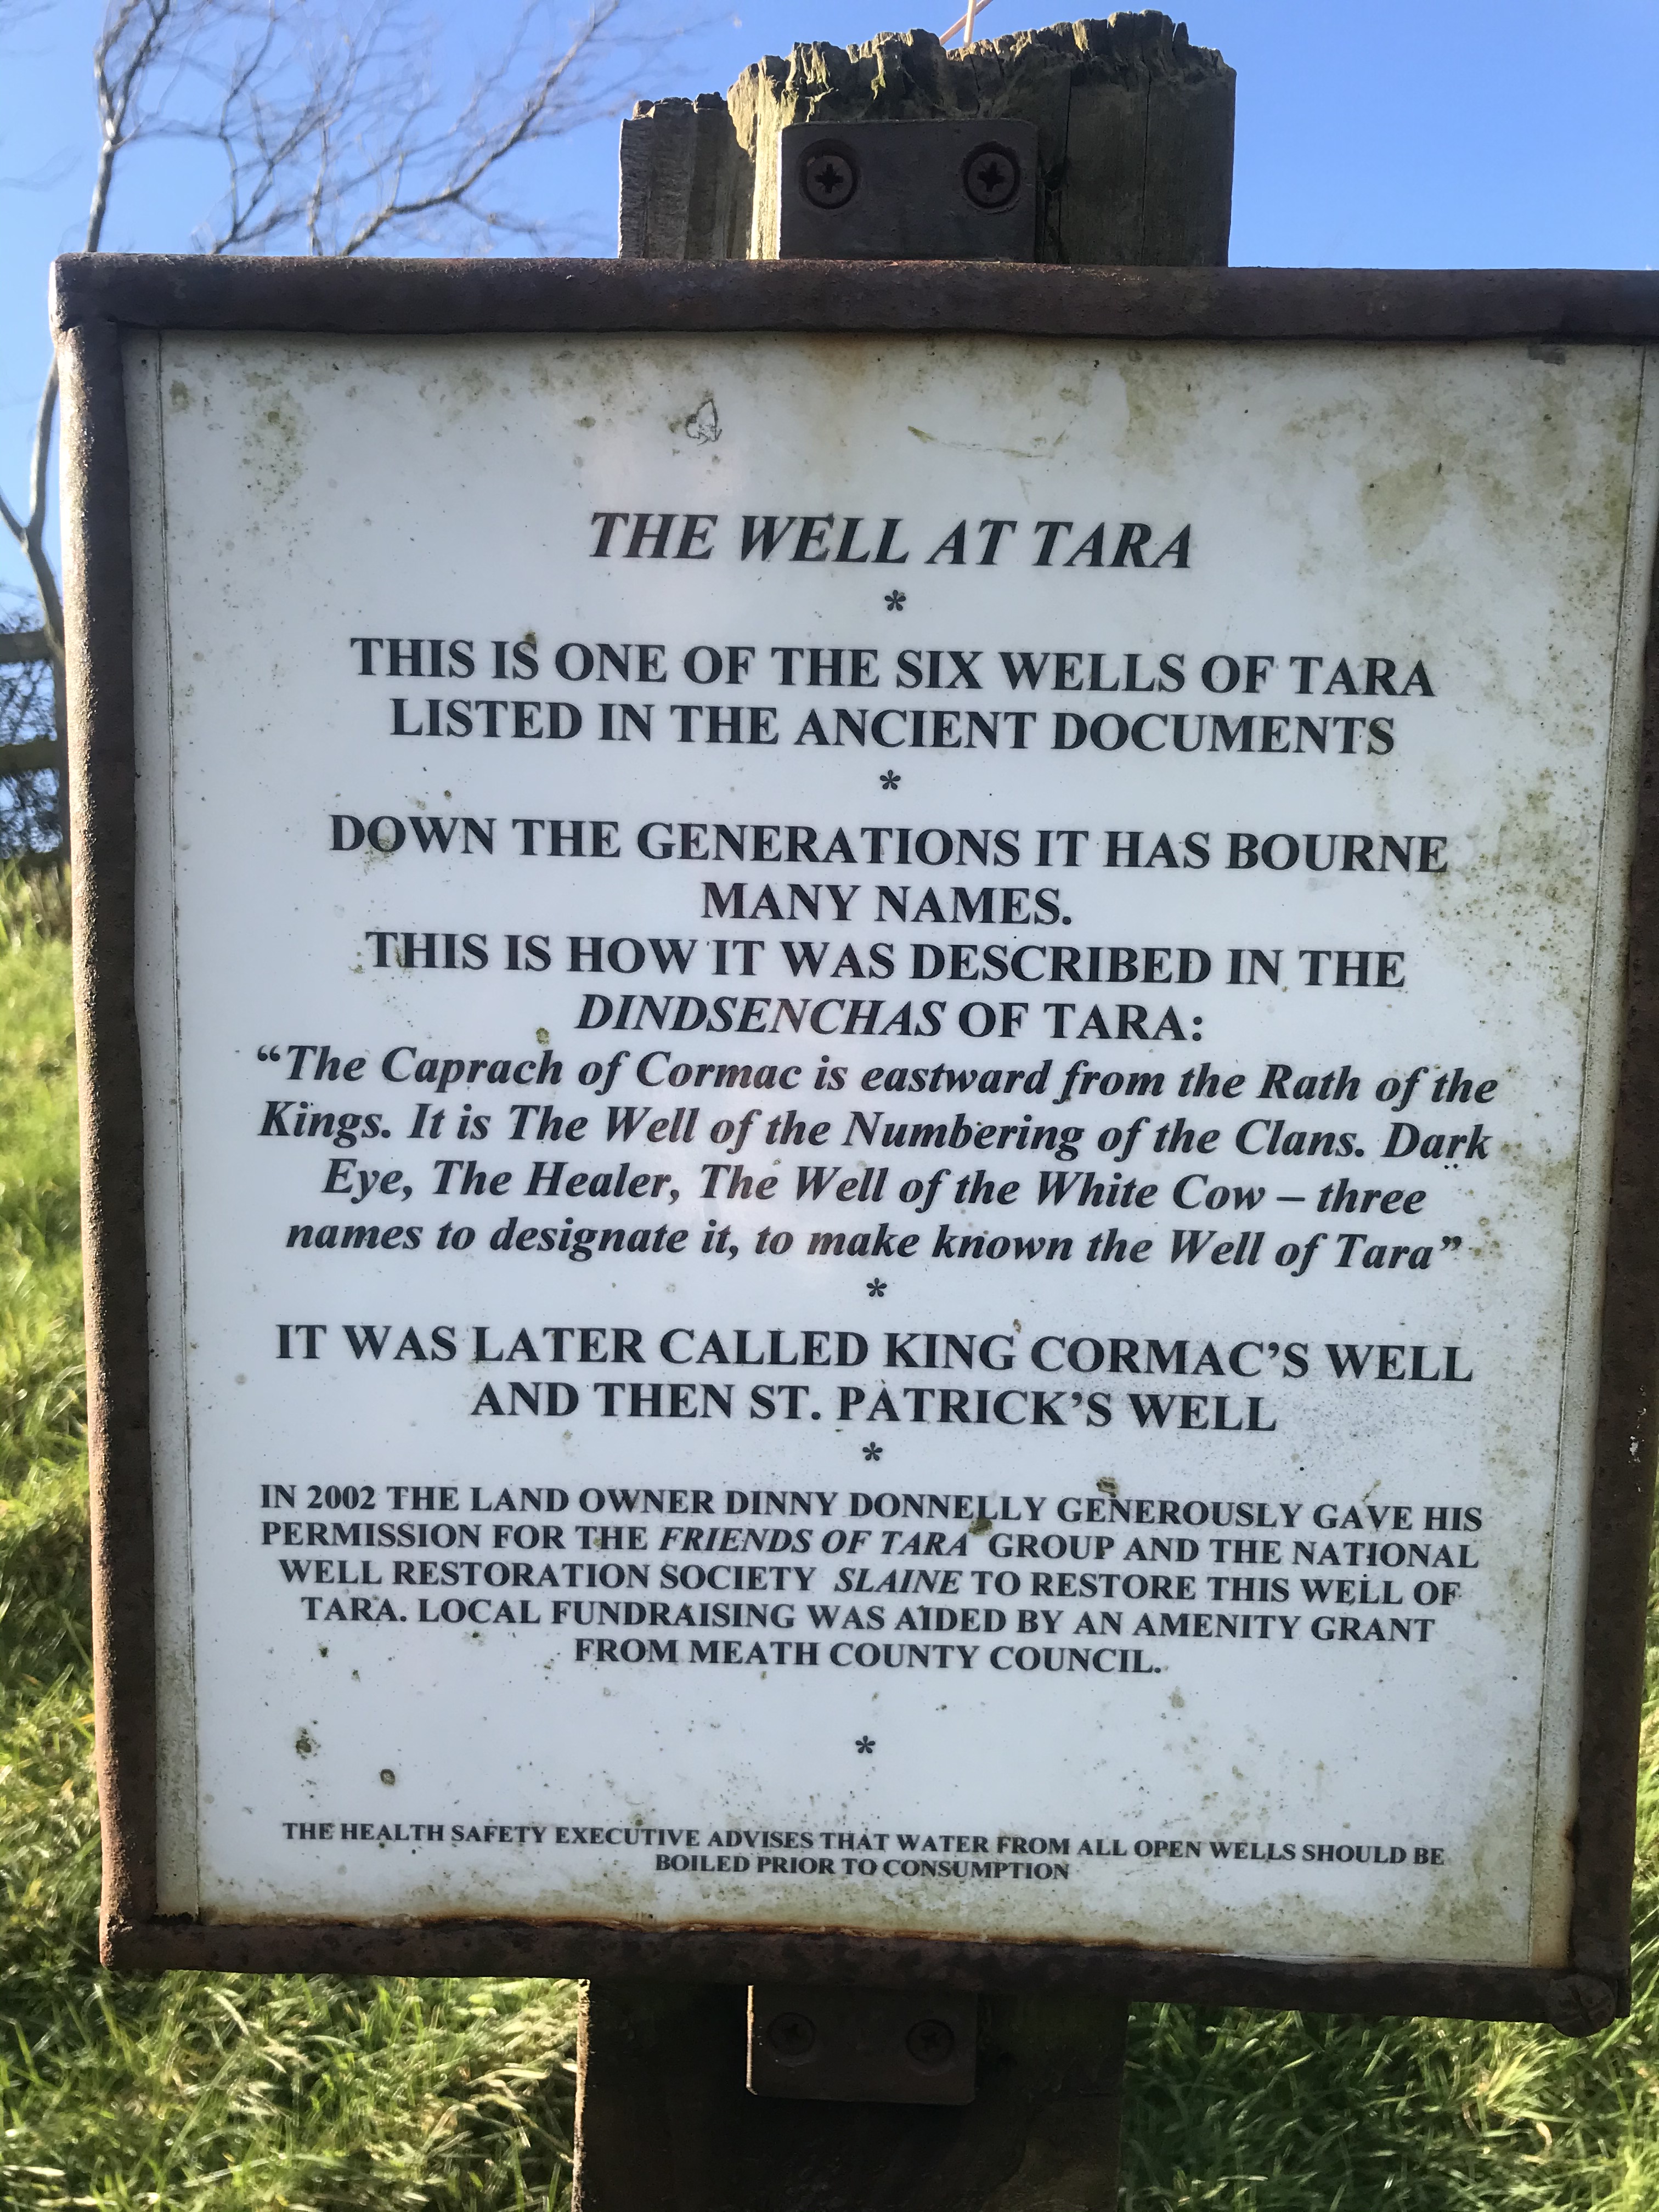 THE WELL AT TARA
*
THIS IS ONE OF THE SIX WELLS OF TARA
LISTED IN THE ANCIENT DOCUMENTS
*
DOWN THE GENERATIONS IT HAS BOURNE
MANY NAMES.
THIS IS HOW IT WAS DESCRIBED IN THE
DINDSENCHAS OF TARA:
“The Caprach of Cormac is eastward from the Rath of the
Kings. It is The Well of the Numbering of the Clans. Dark
Eye, The Healer, The Well of the White Cow – three
names to designate it, to make known the Well of Tara”
*
IT WAS LATER CALLED KING CORMAC’S WELL
AND THEN ST. PATRICK’S WELL
*
IN 2002 THE LAND OWNER DINNY DONNELLY GENEROUSLY GAVE HIS
PERMISSION FOR THE FRIENDS OF TARA GROUP AND THE NATIONAL
WELL RESTORATION SOCIETY SLAINE TO RESTORE THIS WELL OF
TARA. LOCAL FUNDRAISING WAS AIDED BY AN AMENITY GRANT
FROM MEATH COUNTY COUNCIL.
*
THE HEALTH SAFETY EXECUTIVE ADVISES THAT WATER FROM ALL OPEN WELLS SHOULD BE
BOILED PRIOR TO CONSUMPTION